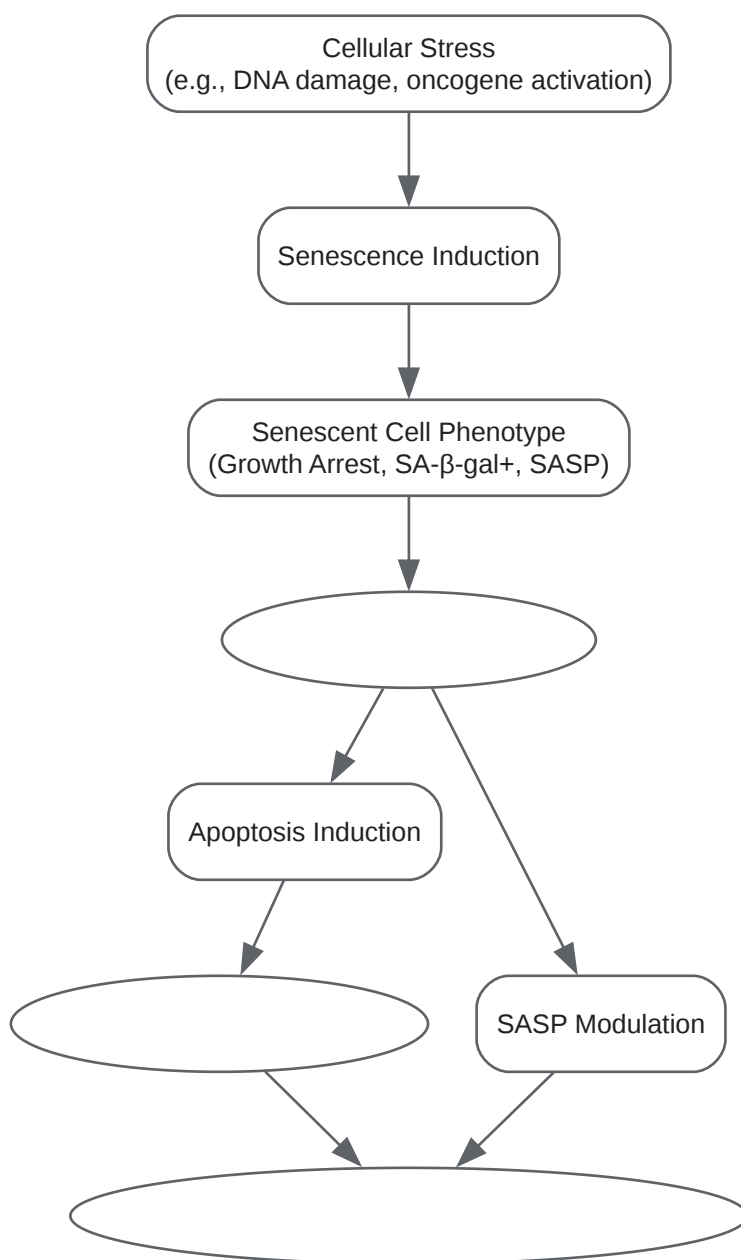 Cellular Stress
(e.g., DNA damage, oncogene activation)
Senescence Induction
Senescent Cell Phenotype
(Growth Arrest, SA-β-gal+, SASP)
Apoptosis Induction
SASP Modulation